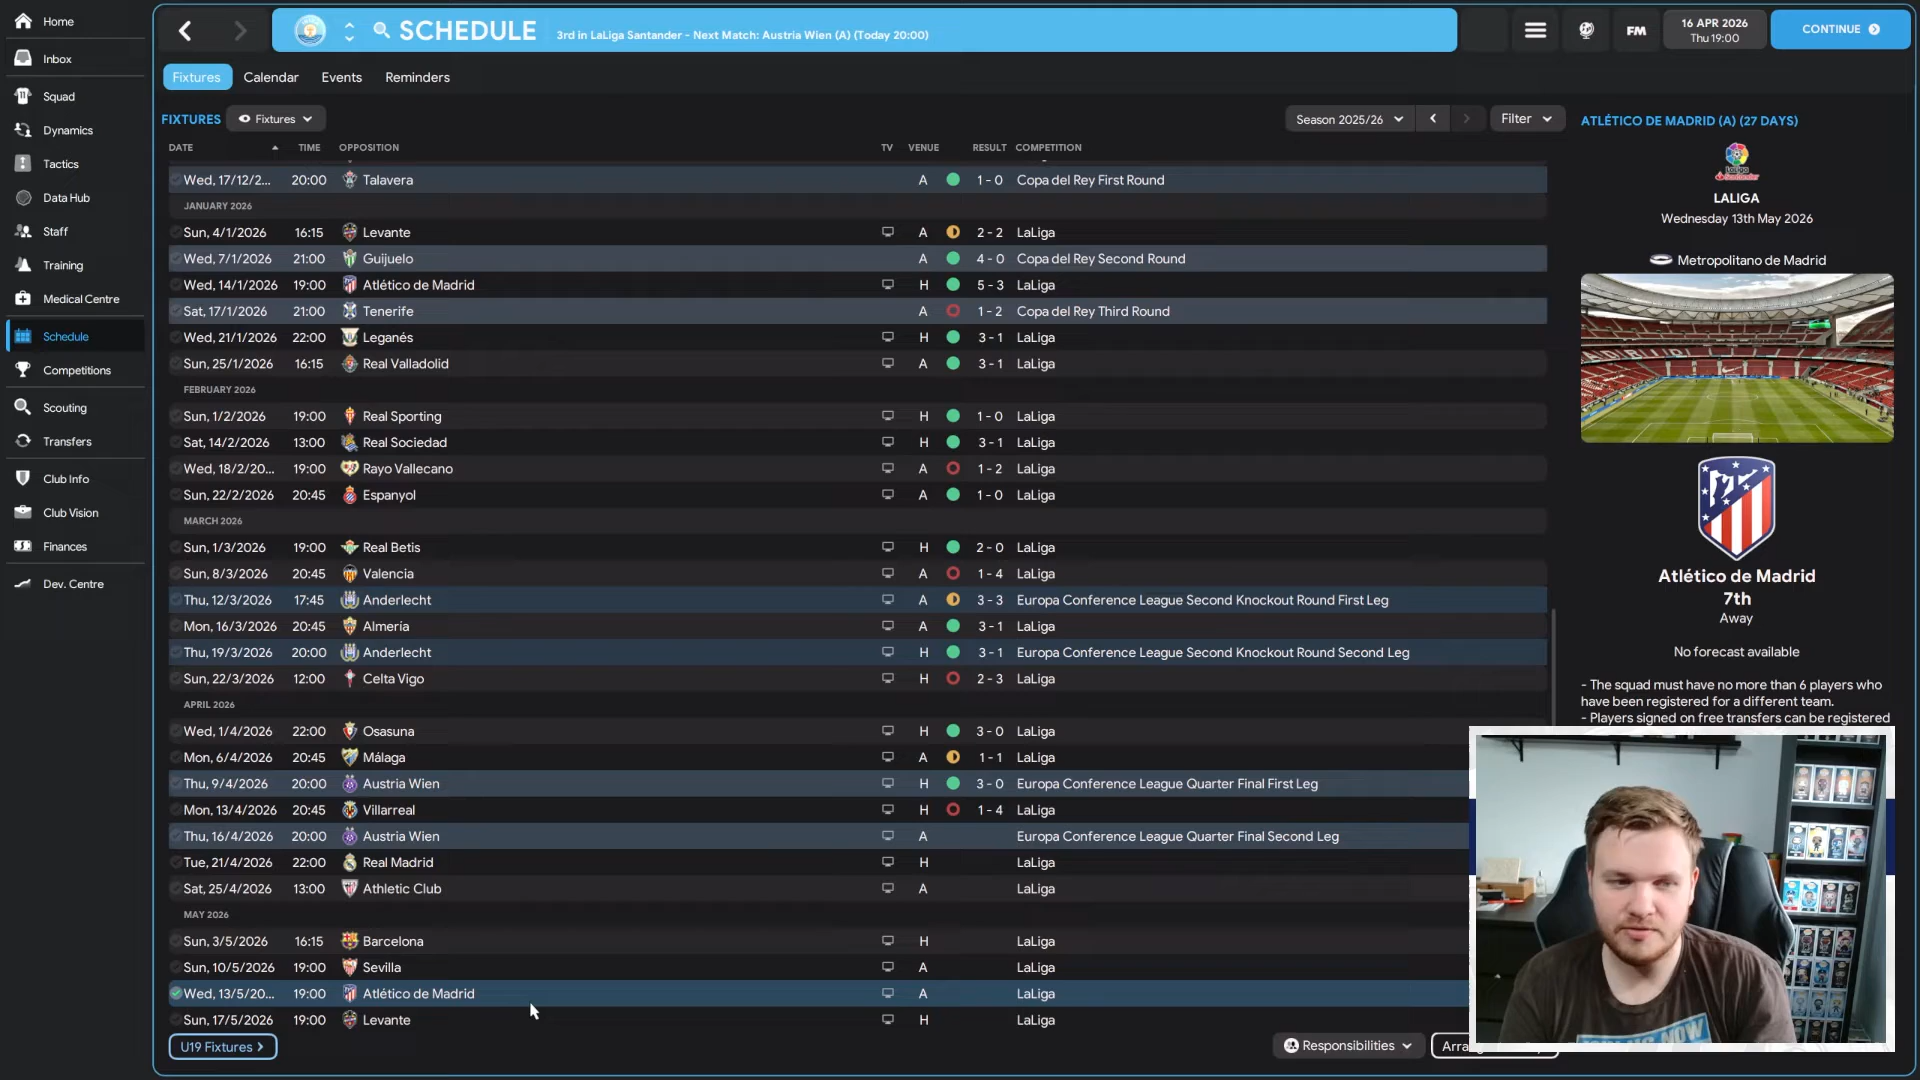 Home
Inbox
Squad
Dynamics
Tactics
Data Hub
Staff
Training
Medical Centre
Schedule
Competitions
Scouting
Transfers
Club Info
Club Vision
Finances
Dev. Centre
SCHEDULE 3rd in LaLiga Santander - Next Match: Austria Wien (A) (Today 20:00)
FM
16 APR 2026
Thu 19:00
CONTINUE
Fixtures Calendar Events Reminders
FIXTURES Fixtures Season 2025/26 Filter
DATE TIME OPPOSITION TV VENUE RESULT COMPETITION
Wed, 17/12/2... 20:00 Talavera A 1 - 0 Copa del Rey First Round
JANUARY 2026
Sun, 4/1/2026 16:15 Levante A 2 - 2 LaLiga
Wed, 7/1/2026 21:00 Guijuelo A 4 - 0 Copa del Rey Second Round
Wed, 14/1/2026 19:00 Atlético de Madrid H 5 - 3 LaLiga
Sat, 17/1/2026 21:00 Tenerife A 1 - 2 Copa del Rey Third Round
Wed, 21/1/2026 22:00 Leganés H 3 - 1 LaLiga
Sun, 25/1/2026 16:15 Real Valladolid A 3 - 1 LaLiga
FEBRUARY 2026
Sun, 1/2/2026 19:00 Real Sporting H 1 - 0 LaLiga
Sat, 14/2/2026 13:00 Real Sociedad H 3 - 1 LaLiga
Wed, 18/2/20... 19:00 Rayo Vallecano A 1 - 2 LaLiga
Sun, 22/2/2026 20:45 Espanyol A 1 - 0 LaLiga
MARCH 2026
Sun, 1/3/2026 19:00 Real Betis H 2 - 0 LaLiga
Sun, 8/3/2026 20:45 Valencia A 1 - 4 LaLiga
Thu, 12/3/2026 17:45 Anderlecht A 3 - 3 Europa Conference League Second Knockout Round First Leg
Mon, 16/3/2026 20:45 Almería A 3 - 1 LaLiga
Thu, 19/3/2026 20:00 Anderlecht H 3 - 1 Europa Conference League Second Knockout Round Second Leg
Sun, 22/3/2026 12:00 Celta Vigo H 2 - 3 LaLiga
APRIL 2026
Wed, 1/4/2026 22:00 Osasuna H 3 - 0 LaLiga
Mon, 6/4/2026 20:45 Málaga A 1 - 1 LaLiga
Thu, 9/4/2026 20:00 Austria Wien H 3 - 0 Europa Conference League Quarter Final First Leg
Mon, 13/4/2026 20:45 Villarreal H 1 - 4 LaLiga
Thu, 16/4/2026 20:00 Austria Wien A Europa Conference League Quarter Final Second Leg
Tue, 21/4/2026 22:00 Real Madrid H LaLiga
Sat, 25/4/2026 13:00 Athletic Club A LaLiga
MAY 2026
Sun, 3/5/2026 16:15 Barcelona H LaLiga
Sun, 10/5/2026 19:00 Sevilla A LaLiga
Wed, 13/5/20... 19:00 Atlético de Madrid A LaLiga
Sun, 17/5/2026 19:00 Levante H LaLiga
U19 Fixtures
Responsibilities
ATLÉTICO DE MADRID (A) (27 DAYS)
LALIGA
Wednesday 13th May 2026
Metropolitano de Madrid
Atlético de Madrid
7th
Away
No forecast available
- The squad must have no more than 6 players who
have been registered for a different team.
- Players signed on free transfers can be registered